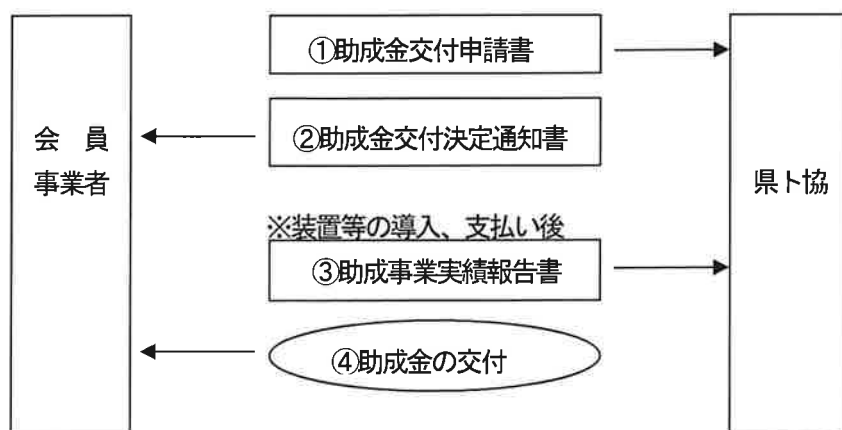 ①助成金交付申請書
②助成金交付決定通知書
会　員
事業者
県ト協
※装置等の導入、支払い後
③助成事業実績報告書
④助成金の交付